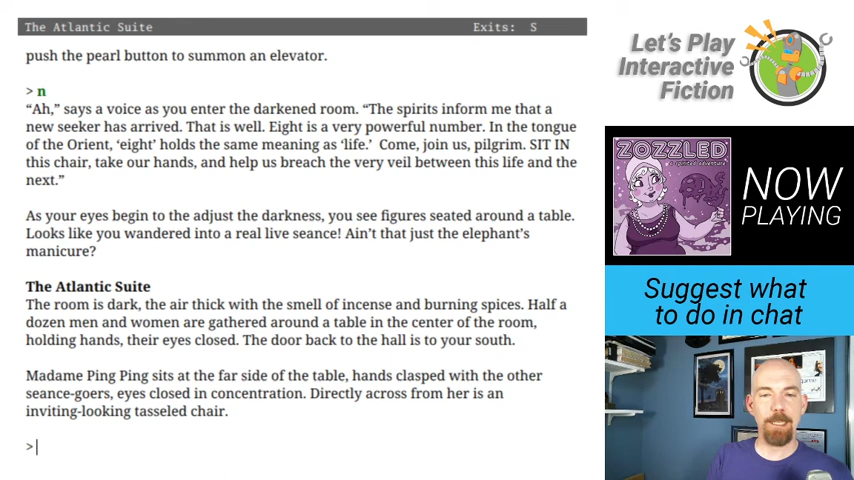 The Atlantic Suite Exits: S
push the pearl button to summon an elevator.
> n
“Ah,” says a voice as you enter the darkened room. “The spirits inform me that a
new seeker has arrived. That is well. Eight is a very powerful number. In the tongue
of the Orient, ‘eight’ holds the same meaning as ‘life.’ Come, join us, pilgrim. SIT IN
this chair, take our hands, and help us breach the very veil between this life and the
next.”
As your eyes begin to the adjust the darkness, you see figures seated around a table.
Looks like you wandered into a real live seance! Ain’t that just the elephant’s
manicure?
The Atlantic Suite
The room is dark, the air thick with the smell of incense and burning spices. Half a
dozen men and women are gathered around a table in the center of the room,
holding hands, their eyes closed. The door back to the hall is to your south.
Madame Ping Ping sits at the far side of the table, hands clasped with the other
seance-goers, eyes closed in concentration. Directly across from her is an
inviting-looking tasseled chair.
>
Let’s Play
Interactive
Fiction
ZOZZLED
NOW
PLAYING
Suggest what
to do in chat